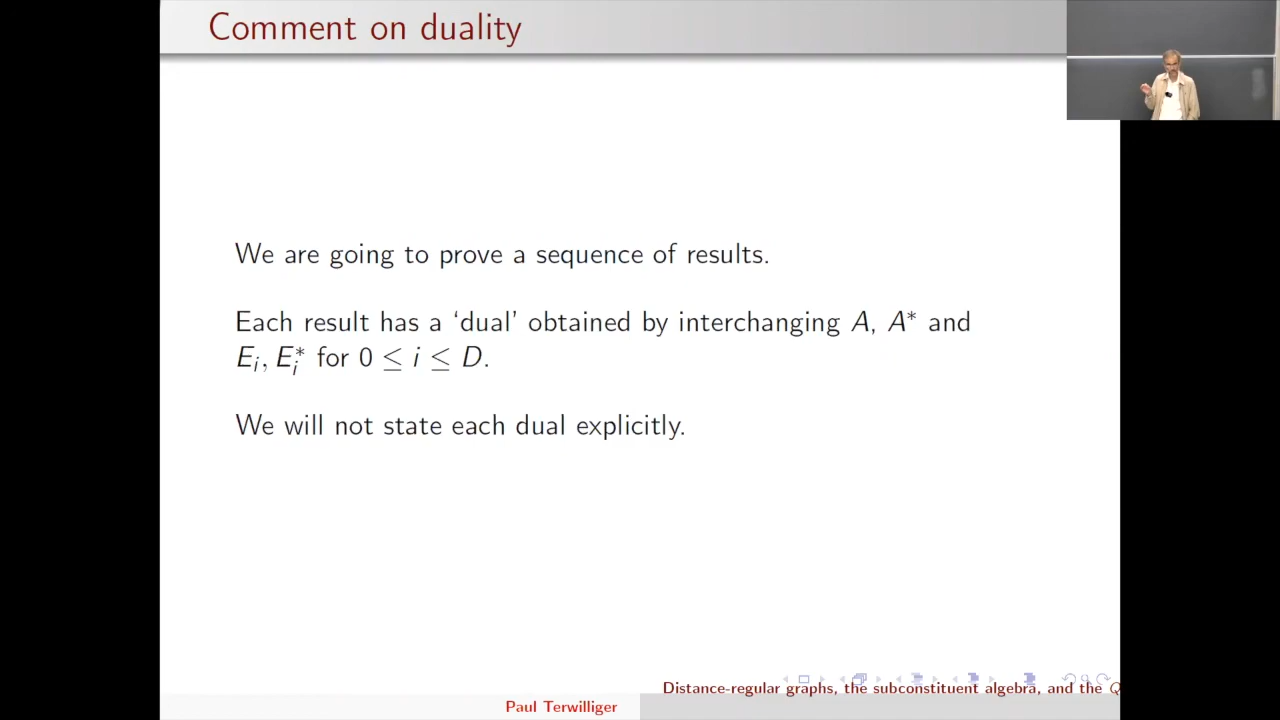 Comment on duality
We are going to prove a sequence of results.
Each result has a ‘dual’ obtained by interchanging A, A* and
E_i, E_i^* for 0 ≤ i ≤ D.
We will not state each dual explicitly.
Distance-regular graphs, the subconstituent algebra, and the Q
Paul Terwilliger